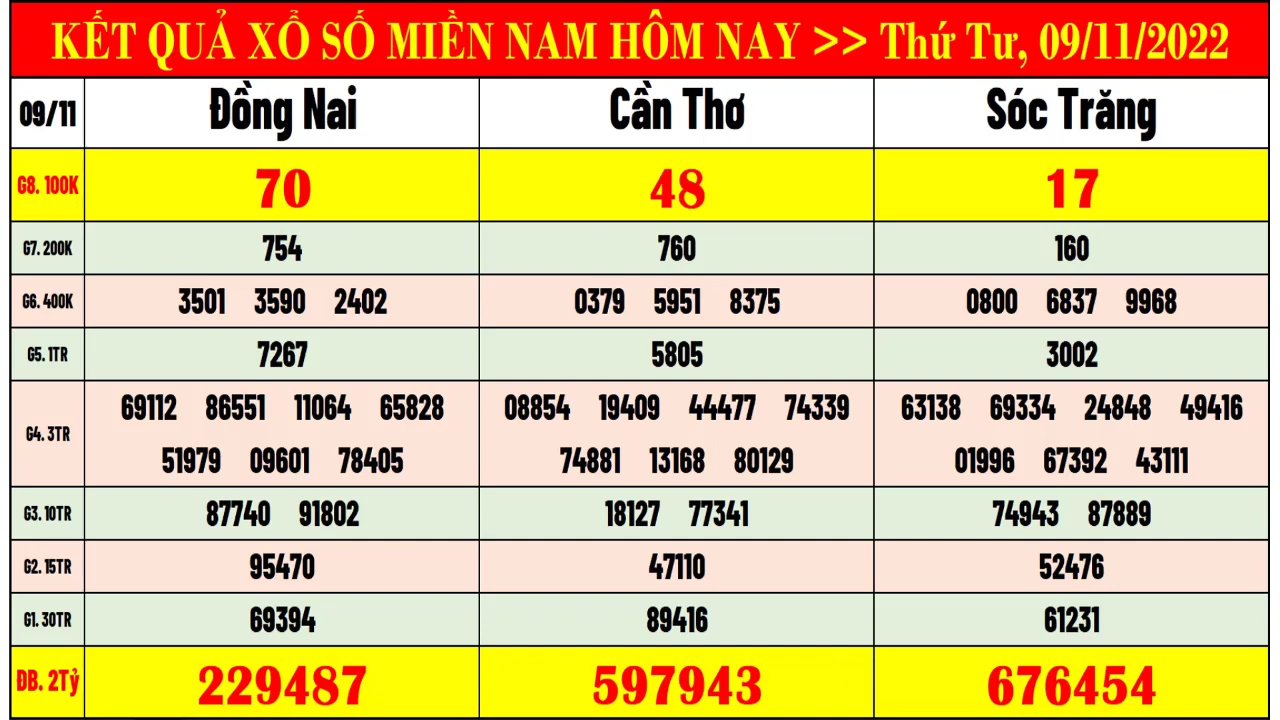 KẾT QUẢ XỔ SỐ MIỀN NAM HÔM NAY >> Thứ Tư, 09/11/2022
09/11 Đồng Nai Cần Thơ Sóc Trăng
G8. 100K 70 48 17
G7. 200K 754 760 160
G6. 400K 3501 3590 2402 0379 5951 8375 0800 6837 9968
G5. 1TR 7267 5805 3002
69112 86551 11064 65828 08854 19409 44477 74339 63138 69334 24848 49416
G4. 3TR
51979 09601 78405 74881 13168 80129 01996 67392 43111
G3. 10TR 87740 91802 18127 77341 74943 87889
G2. 15TR 95470 47110 52476
G1. 30TR 69394 89416 61231
ĐB. 2Tỷ 229487 597943 676454